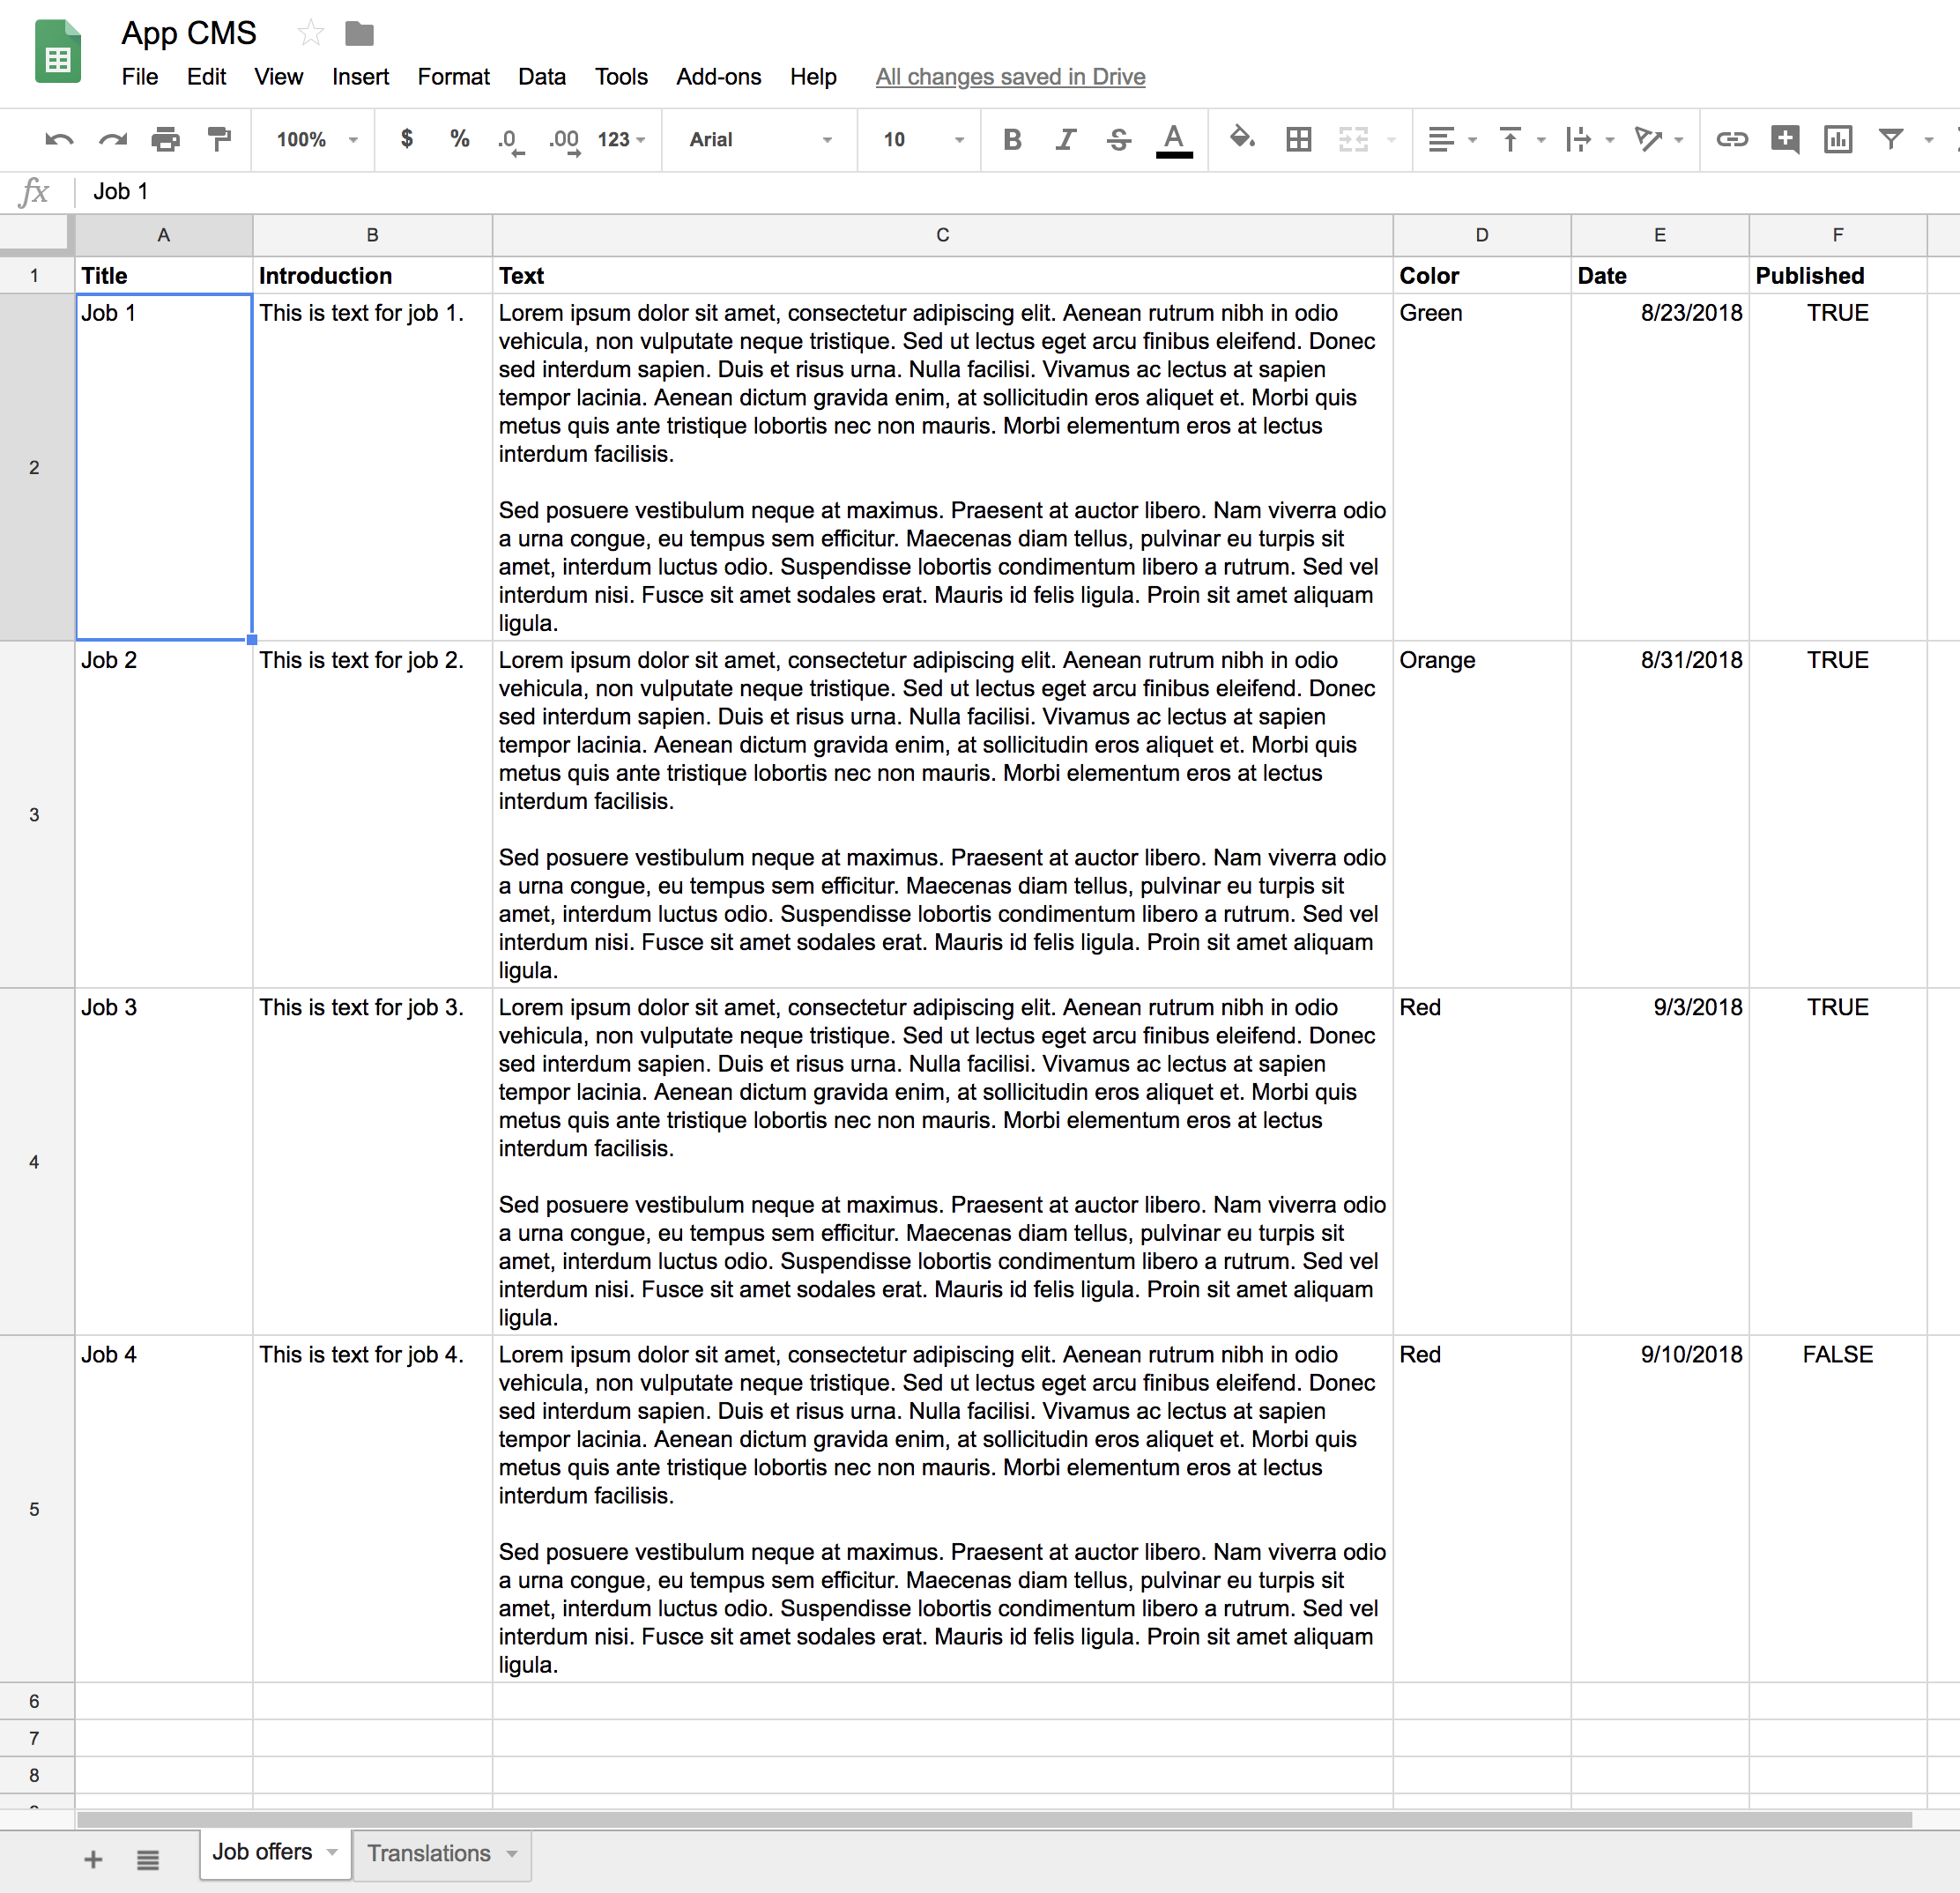 App CMS
File Edit View Insert Format Data Tools Add-ons Help All changes saved in Drive
100% $ % .0 .00 123 Arial 10 B I S A
fx Job 1
A B C D E F
1 Title Introduction Text Color Date Published
2 Job 1 This is text for job 1. Lorem ipsum dolor sit amet, consectetur adipiscing elit. Aenean rutrum nibh in odio Green 8/23/2018 TRUE
vehicula, non vulputate neque tristique. Sed ut lectus eget arcu finibus eleifend. Donec
sed interdum sapien. Duis et risus urna. Nulla facilisi. Vivamus ac lectus at sapien
tempor lacinia. Aenean dictum gravida enim, at sollicitudin eros aliquet et. Morbi quis
metus quis ante tristique lobortis nec non mauris. Morbi elementum eros at lectus
interdum facilisis.
Sed posuere vestibulum neque at maximus. Praesent at auctor libero. Nam viverra odio
a urna congue, eu tempus sem efficitur. Maecenas diam tellus, pulvinar eu turpis sit
amet, interdum luctus odio. Suspendisse lobortis condimentum libero a rutrum. Sed vel
interdum nisi. Fusce sit amet sodales erat. Mauris id felis ligula. Proin sit amet aliquam
ligula.
3 Job 2 This is text for job 2. Lorem ipsum dolor sit amet, consectetur adipiscing elit. Aenean rutrum nibh in odio Orange 8/31/2018 TRUE
vehicula, non vulputate neque tristique. Sed ut lectus eget arcu finibus eleifend. Donec
sed interdum sapien. Duis et risus urna. Nulla facilisi. Vivamus ac lectus at sapien
tempor lacinia. Aenean dictum gravida enim, at sollicitudin eros aliquet et. Morbi quis
metus quis ante tristique lobortis nec non mauris. Morbi elementum eros at lectus
interdum facilisis.
Sed posuere vestibulum neque at maximus. Praesent at auctor libero. Nam viverra odio
a urna congue, eu tempus sem efficitur. Maecenas diam tellus, pulvinar eu turpis sit
amet, interdum luctus odio. Suspendisse lobortis condimentum libero a rutrum. Sed vel
interdum nisi. Fusce sit amet sodales erat. Mauris id felis ligula. Proin sit amet aliquam
ligula.
4 Job 3 This is text for job 3. Lorem ipsum dolor sit amet, consectetur adipiscing elit. Aenean rutrum nibh in odio Red 9/3/2018 TRUE
vehicula, non vulputate neque tristique. Sed ut lectus eget arcu finibus eleifend. Donec
sed interdum sapien. Duis et risus urna. Nulla facilisi. Vivamus ac lectus at sapien
tempor lacinia. Aenean dictum gravida enim, at sollicitudin eros aliquet et. Morbi quis
metus quis ante tristique lobortis nec non mauris. Morbi elementum eros at lectus
interdum facilisis.
Sed posuere vestibulum neque at maximus. Praesent at auctor libero. Nam viverra odio
a urna congue, eu tempus sem efficitur. Maecenas diam tellus, pulvinar eu turpis sit
amet, interdum luctus odio. Suspendisse lobortis condimentum libero a rutrum. Sed vel
interdum nisi. Fusce sit amet sodales erat. Mauris id felis ligula. Proin sit amet aliquam
ligula.
5 Job 4 This is text for job 4. Lorem ipsum dolor sit amet, consectetur adipiscing elit. Aenean rutrum nibh in odio Red 9/10/2018 FALSE
vehicula, non vulputate neque tristique. Sed ut lectus eget arcu finibus eleifend. Donec
sed interdum sapien. Duis et risus urna. Nulla facilisi. Vivamus ac lectus at sapien
tempor lacinia. Aenean dictum gravida enim, at sollicitudin eros aliquet et. Morbi quis
metus quis ante tristique lobortis nec non mauris. Morbi elementum eros at lectus
interdum facilisis.
Sed posuere vestibulum neque at maximus. Praesent at auctor libero. Nam viverra odio
a urna congue, eu tempus sem efficitur. Maecenas diam tellus, pulvinar eu turpis sit
amet, interdum luctus odio. Suspendisse lobortis condimentum libero a rutrum. Sed vel
interdum nisi. Fusce sit amet sodales erat. Mauris id felis ligula. Proin sit amet aliquam
ligula.
6
7
8
Job offers Translations